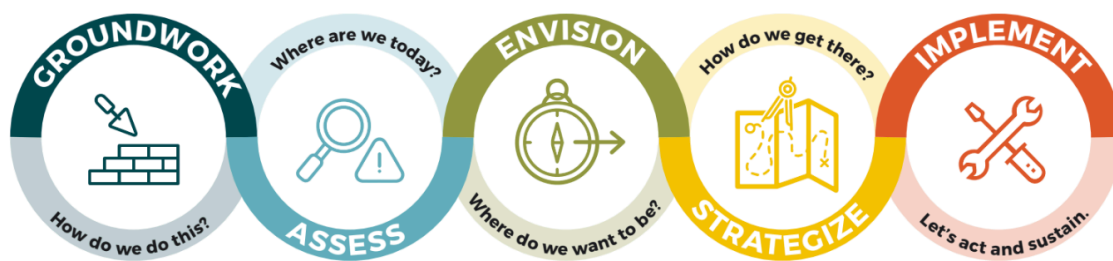 GROUNDWORK
How do we do this?
Where are we today?
ASSESS
ENVISION
Where do we want to be?
How do we get there?
STRATEGIZE
IMPLEMENT
Let's act and sustain.